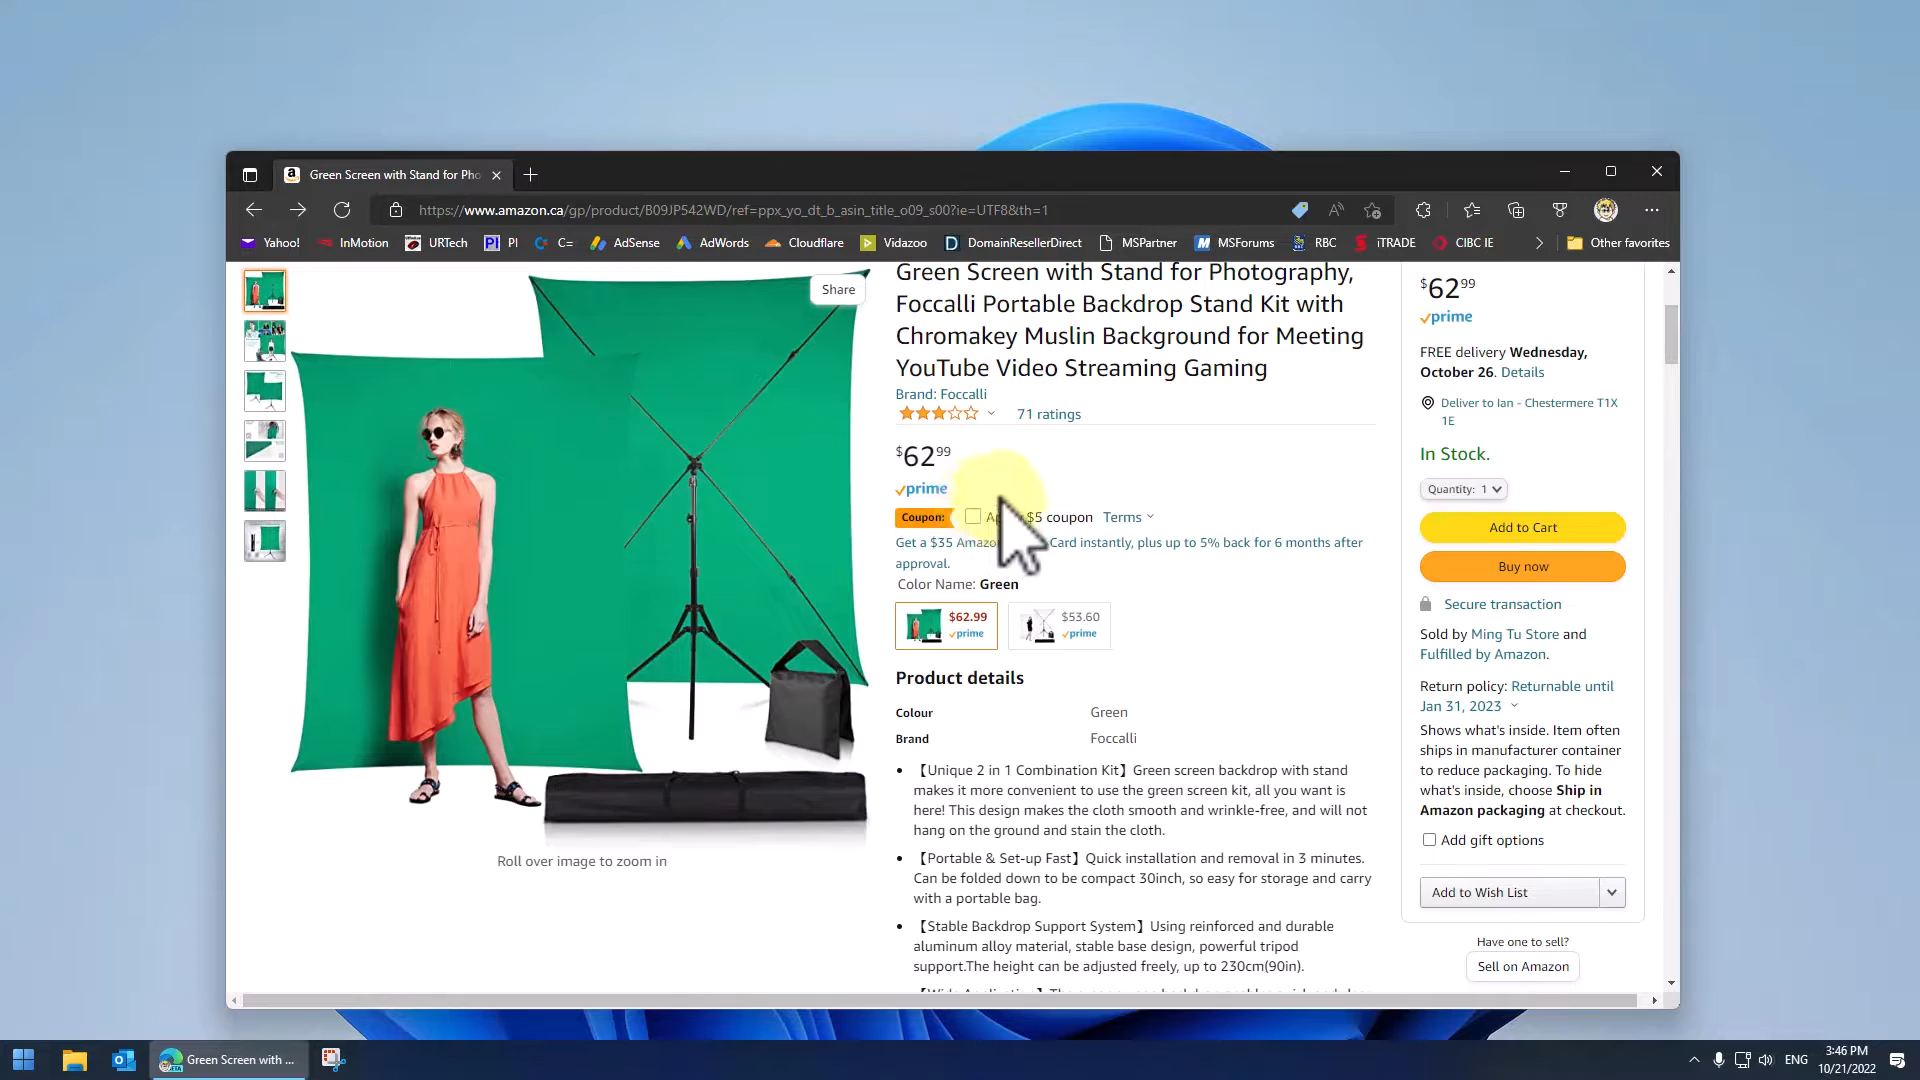 Green Screen with Stand for Pho
https://www.amazon.ca/gp/product/B09JP542WD/ref=ppx_yo_dt_b_asin_title_o09_s00?ie=UTF8&th=1
Yahoo! InMotion URTech PI C= AdSense AdWords Cloudflare Vidazoo DomainResellerDirect MSPartner MSForums RBC iTRADE CIBC IE Other favorites
Share
Green Screen with Stand for Photography,
Foccalli Portable Backdrop Stand Kit with
Chromakey Muslin Background for Meeting
YouTube Video Streaming Gaming
Brand: Foccalli
71 ratings
$62.99
prime
Coupon: $5 coupon Terms
Get a $35 Card instantly, plus up to 5% back for 6 months after
approval.
Color Name: Green
$62.99 $53.60
prime prime
Product details
Colour Green
Brand Foccalli
• 【Unique 2 in 1 Combination Kit】Green screen backdrop with stand
makes it more convenient to use the green screen kit, all you want is
here! This design makes the cloth smooth and wrinkle-free, and will not
hang on the ground and stain the cloth.
• 【Portable & Set-up Fast】Quick installation and removal in 3 minutes.
Can be folded down to be compact 30inch, so easy for storage and carry
with a portable bag.
• 【Stable Backdrop Support System】Using reinforced and durable
aluminum alloy material, stable base design, powerful tripod
support.The height can be adjusted freely, up to 230cm(90in).
Roll over image to zoom in
$62.99
prime
FREE delivery Wednesday,
October 26. Details
Deliver to Ian - Chestermere T1X
1E
In Stock.
Quantity: 1
Add to Cart
Buy now
Secure transaction
Sold by Ming Tu Store and
Fulfilled by Amazon.
Return policy: Returnable until
Jan 31, 2023
Shows what's inside. Item often
ships in manufacturer container
to reduce packaging. To hide
what's inside, choose Ship in
Amazon packaging at checkout.
Add gift options
Add to Wish List
Have one to sell?
Sell on Amazon
Green Screen with ...
ENG
3:46 PM
10/21/2022